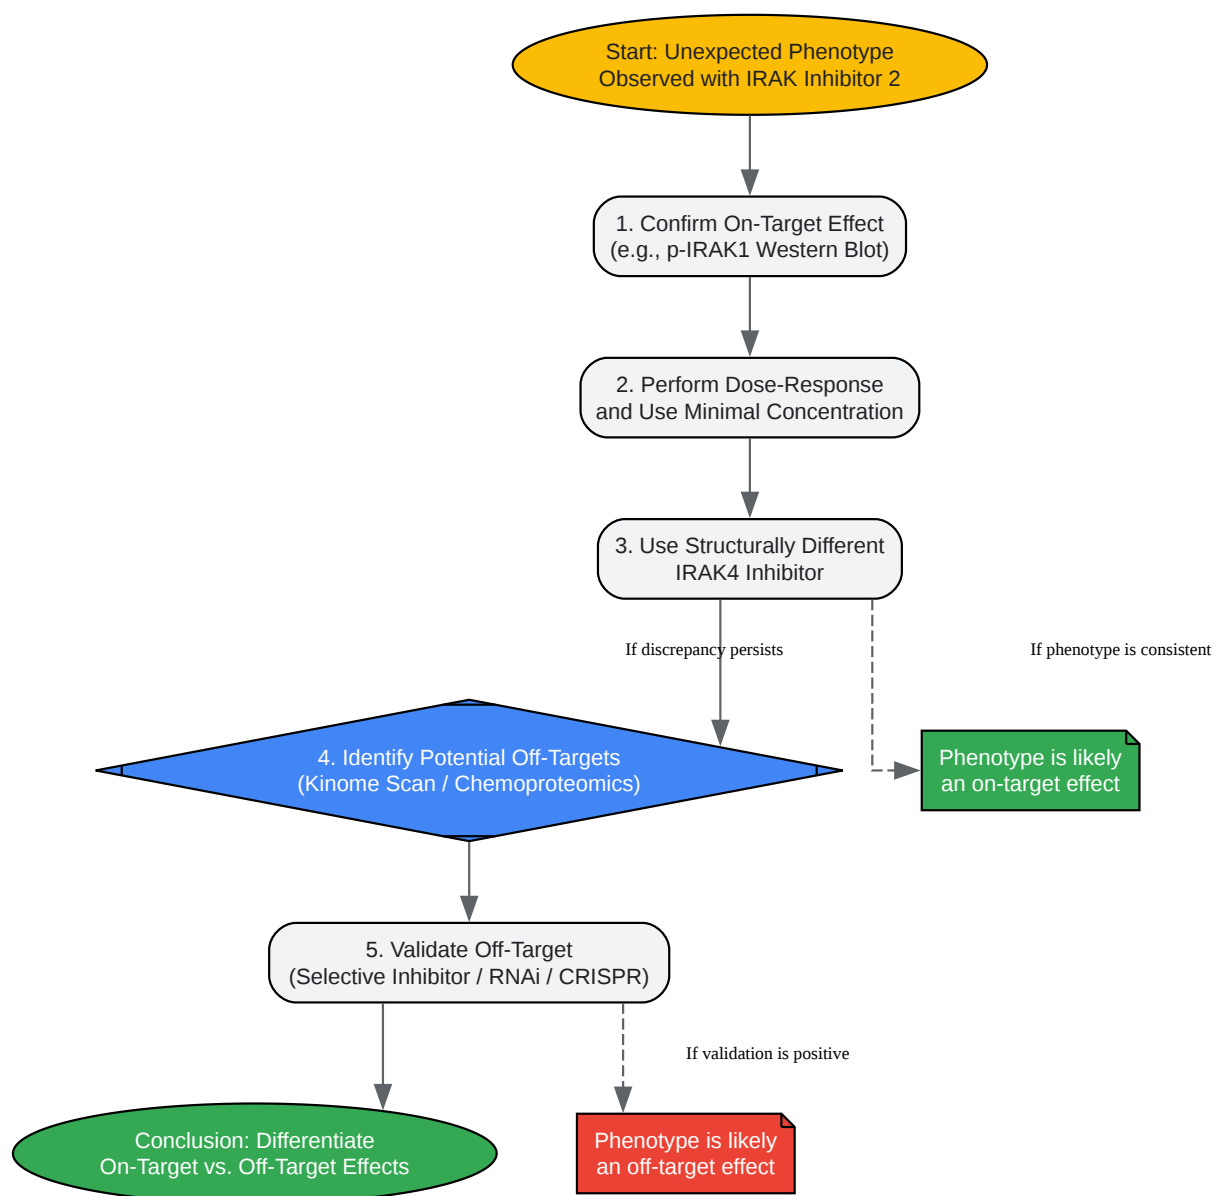 Start: Unexpected Phenotype
Observed with IRAK Inhibitor 2
1. Confirm On-Target Effect
(e.g., p-IRAK1 Western Blot)
2. Perform Dose-Response
and Use Minimal Concentration
3. Use Structurally Different
IRAK4 Inhibitor
If discrepancy persists
If phenotype is consistent
4. Identify Potential Off-Targets
(Kinome Scan / Chemoproteomics)
Phenotype is likely
an on-target effect
5. Validate Off-Target
(Selective Inhibitor / RNAi / CRISPR)
If validation is positive
Conclusion: Differentiate
On-Target vs. Off-Target Effects
Phenotype is likely
an off-target effect